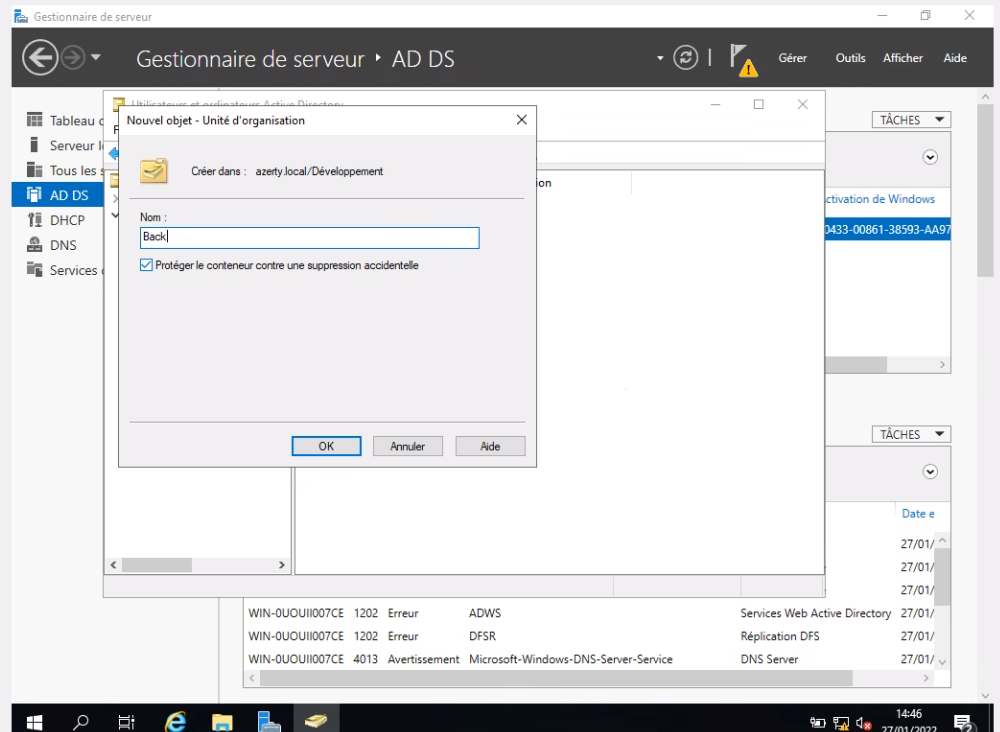 Gestionnaire de serveur
Gestionnaire de serveur AD DS
Gérer Outils Afficher Aide
Utilisateurs et ordinateurs Active Directory
Nouvel objet - Unité d'organisation
Créer dans : azerty.local/Développement
Nom :
Back
Protéger le conteneur contre une suppression accidentelle
OK Annuler Aide
Tableau
Serveur
Tous les
AD DS
DHCP
DNS
Services
TÂCHES
ctivation de Windows
0433-00861-38593-AA97
TÂCHES
Date e
27/01/
27/01/
27/01/
WIN-0UOUII007CE 1202 Erreur ADWS Services Web Active Directory 27/01/
WIN-0UOUII007CE 1202 Erreur DFSR Réplication DFS 27/01/
WIN-0UOUII007CE 4013 Avertissement Microsoft-Windows-DNS-Server-Service DNS Server 27/01/
14:46
27/01/2022
2